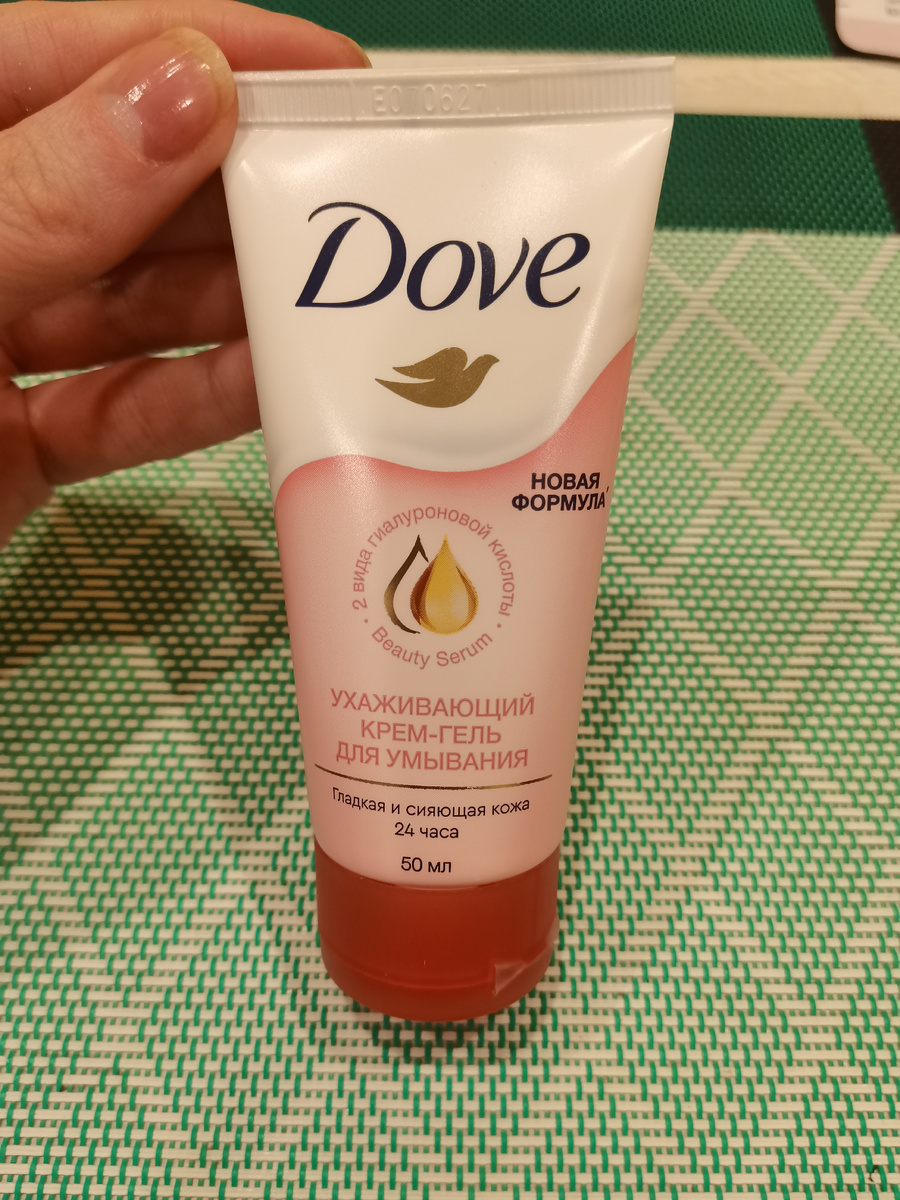 E070627
Dove
НОВАЯ
ФОРМУЛА*
2 вида гиалуроновой кислоты
• Beauty Serum •
УХАЖИВАЮЩИЙ
КРЕМ-ГЕЛЬ
ДЛЯ УМЫВАНИЯ
Гладкая и сияющая кожа
24 часа
50 мл